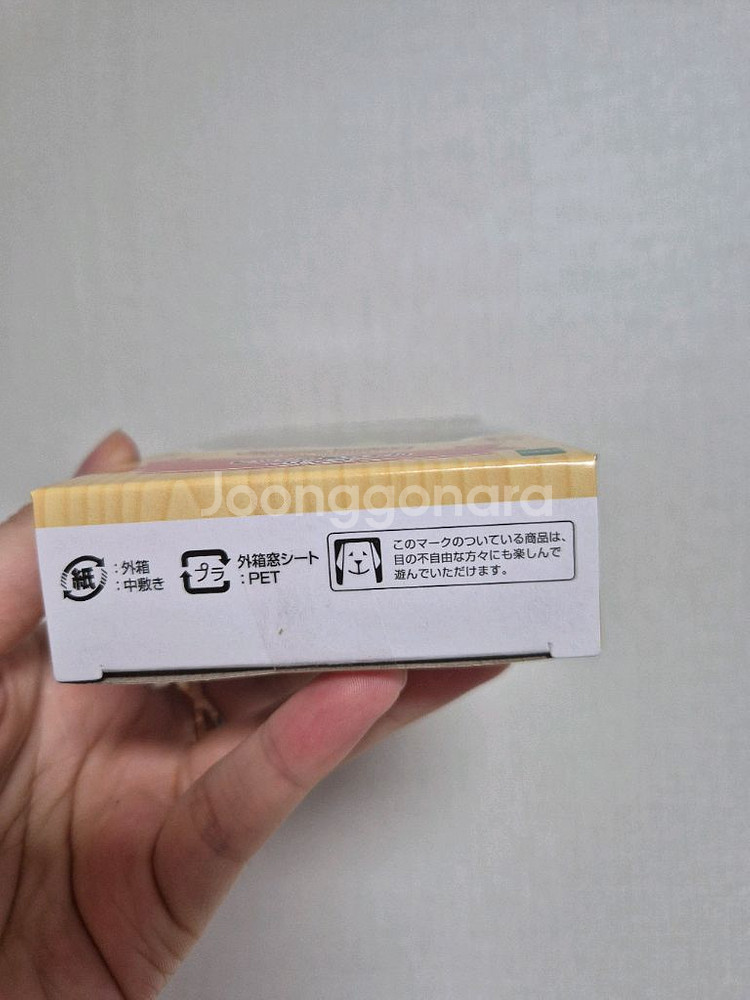 Joonggonara
紙
:外箱
:中敷き
プラ
外箱窓シート
:PET
このマークのついている商品は、
目の不自由な方々にも楽しんで
遊んでいただけます。